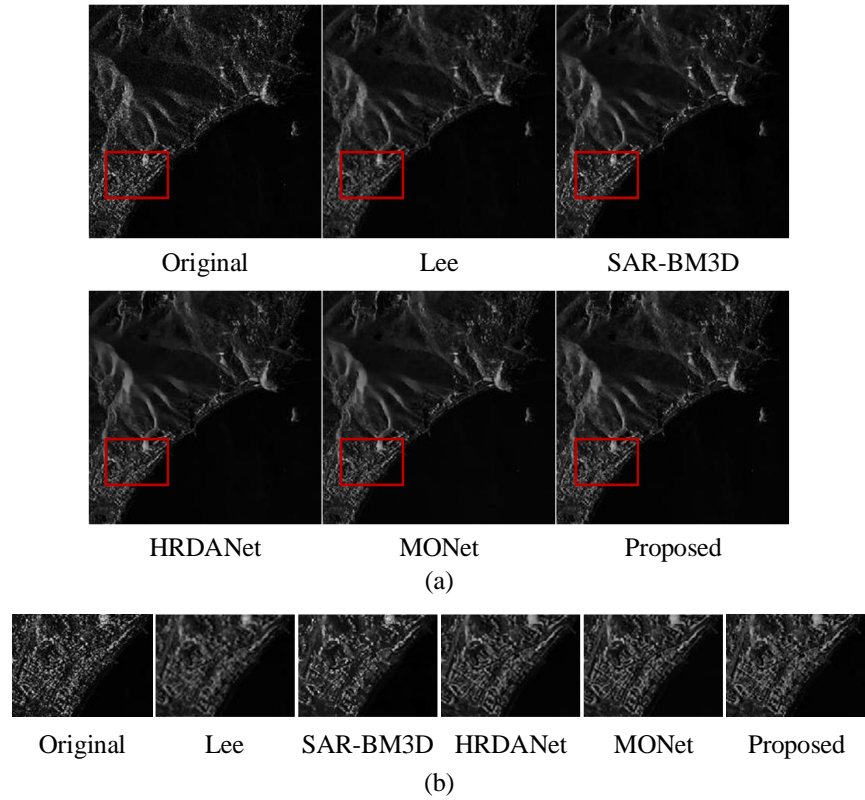 Original Lee SAR-BM3D
HRDANet MONet Proposed
(a)
Original Lee SAR-BM3D HRDANet MONet Proposed
(b)